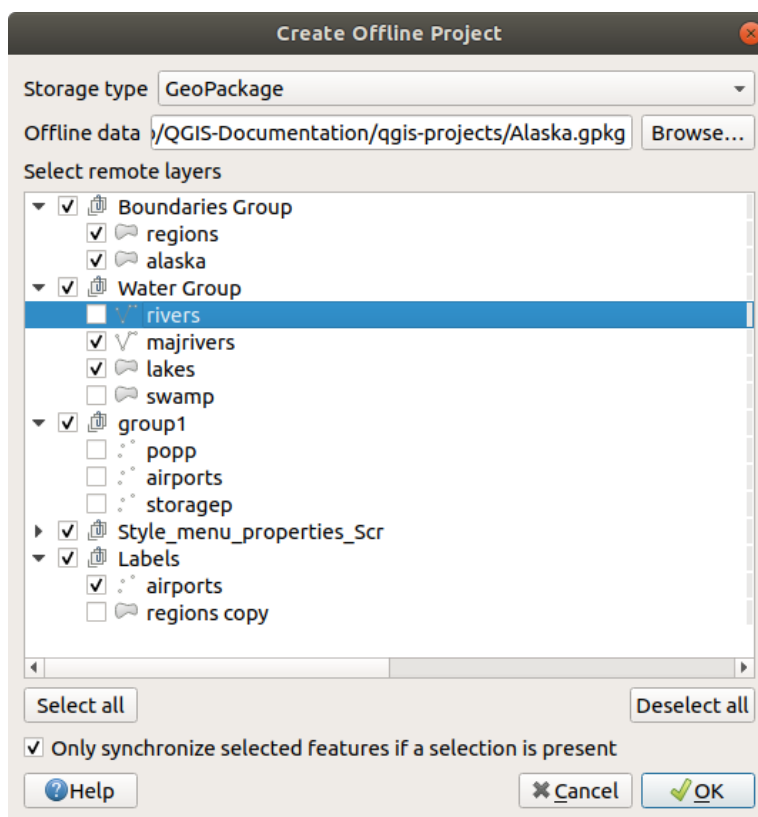 Create Offline Project
Storage type GeoPackage
Offline data /QGIS-Documentation/qgis-projects/Alaska.gpkg Browse...
Select remote layers
Boundaries Group
regions
alaska
Water Group
rivers
majrivers
lakes
swamp
group1
popp
airports
storagep
Style_menu_properties_Scr
Labels
airports
regions copy
Select all Deselect all
Only synchronize selected features if a selection is present
Help Cancel OK